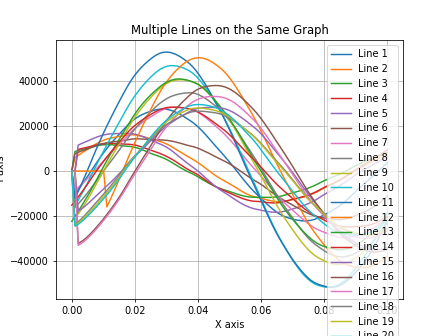 Multiple Lines on the Same Graph
40000
20000
0
−20000
−40000
0.00
0.02
0.04
0.06
X axis
Line 1
Line 2
Line 3
Line 4
Line 5
Line 6
Line 7
Line 8
Line 9
Line 10
Line 11
Line 12
Line 13
Line 14
Line 15
Line 16
Line 17
Line 18
Line 19
Line 20